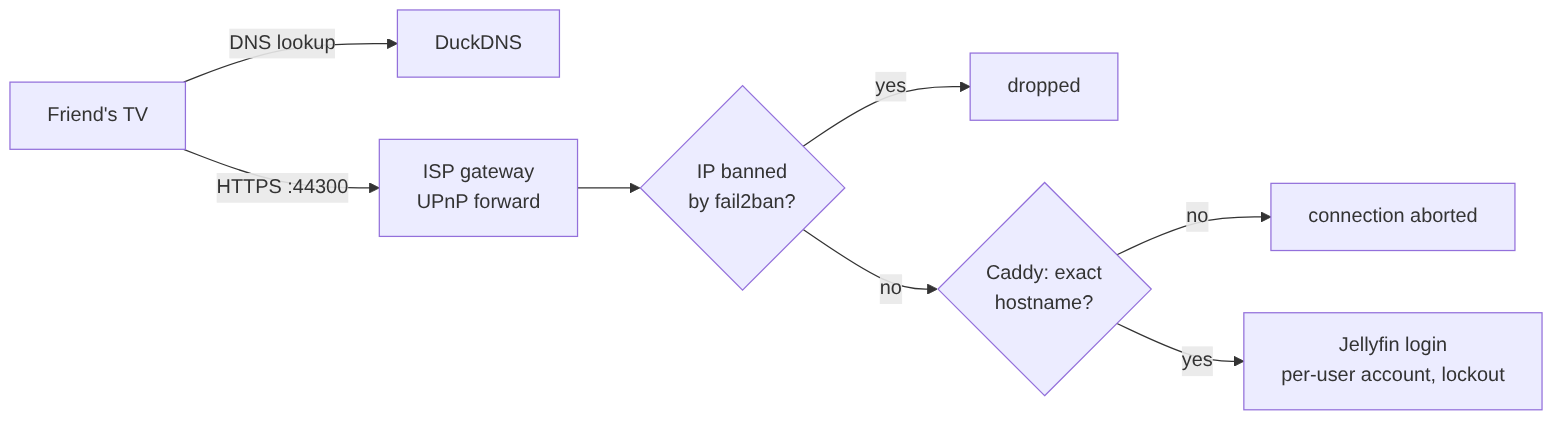 Friend's TV
DNS lookup
DuckDNS
HTTPS :44300
ISP gateway
UPnP forward
IP banned
by fail2ban?
yes
dropped
no
Caddy: exact
hostname?
no
connection aborted
yes
Jellyfin login
per-user account, lockout